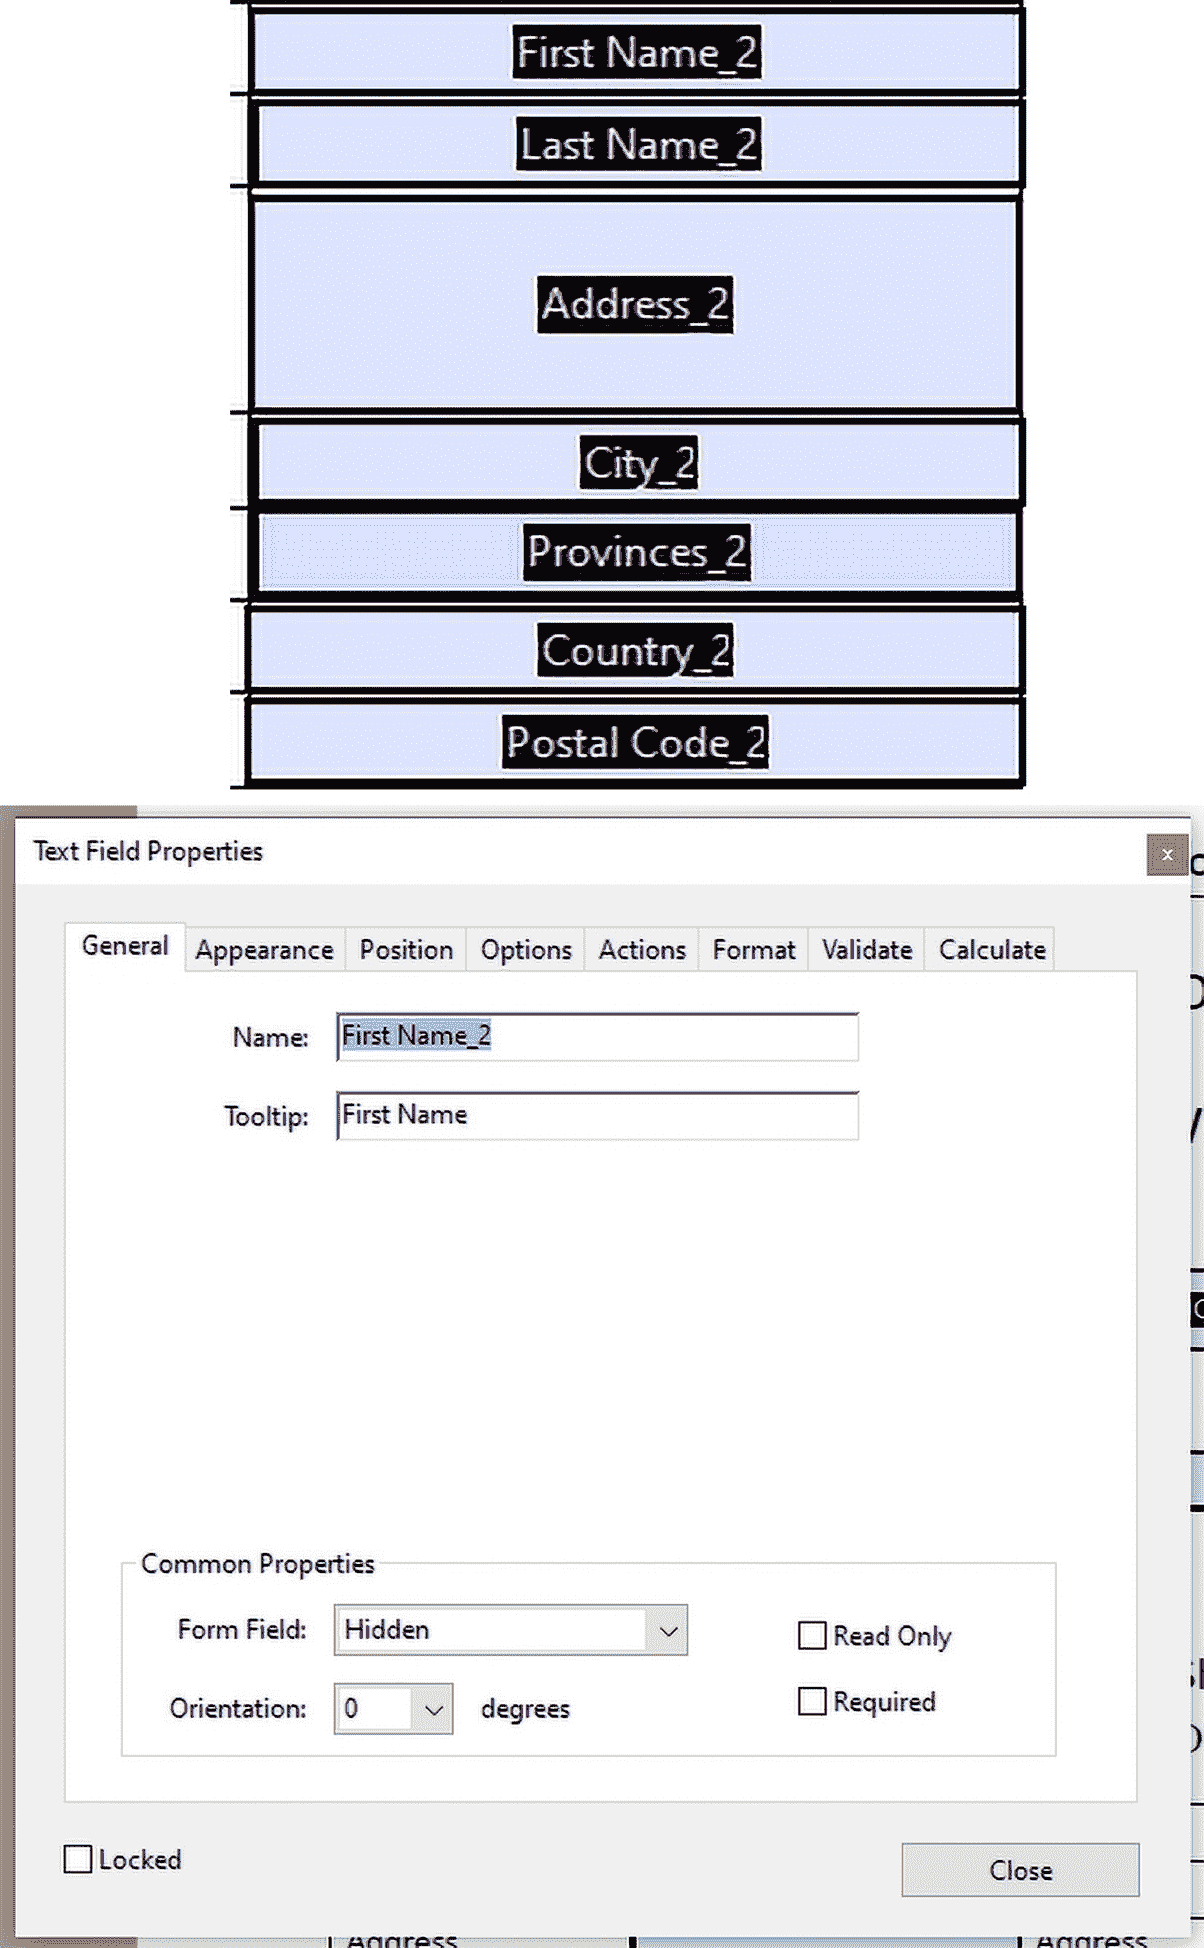 First Name_2
Last Name_2
Address_2
City_2
Provinces_2
Country_2
Postal Code_2
Text Field Properties
General Appearance Position Options Actions Format Validate Calculate
Name: First Name_2
Tooltip: First Name
Common Properties
Form Field: Hidden
Read Only
Orientation: 0 degrees
Required
Locked
Close
Address Address